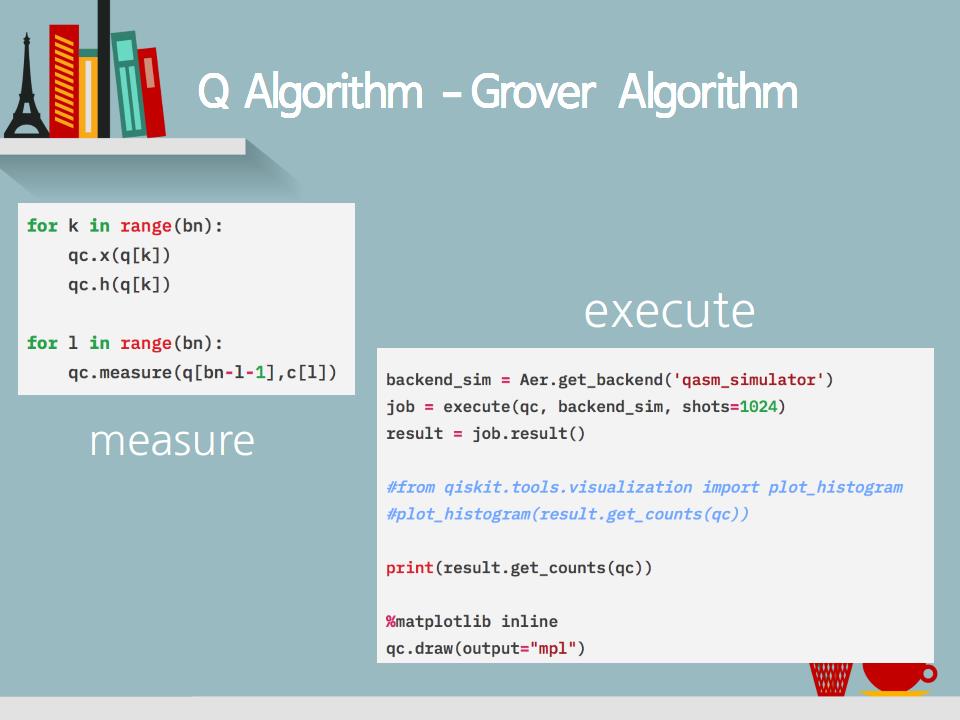 Q Algorithm – Grover Algorithm
for k in range(bn):
    qc.x(q[k])
    qc.h(q[k])
for l in range(bn):
    qc.measure(q[bn-l-1],c[l])
measure
execute
backend_sim = Aer.get_backend('qasm_simulator')
job = execute(qc, backend_sim, shots=1024)
result = job.result()
#from qiskit.tools.visualization import plot_histogram
#plot_histogram(result.get_counts(qc))
print(result.get_counts(qc))
%matplotlib inline
qc.draw(output="mpl")